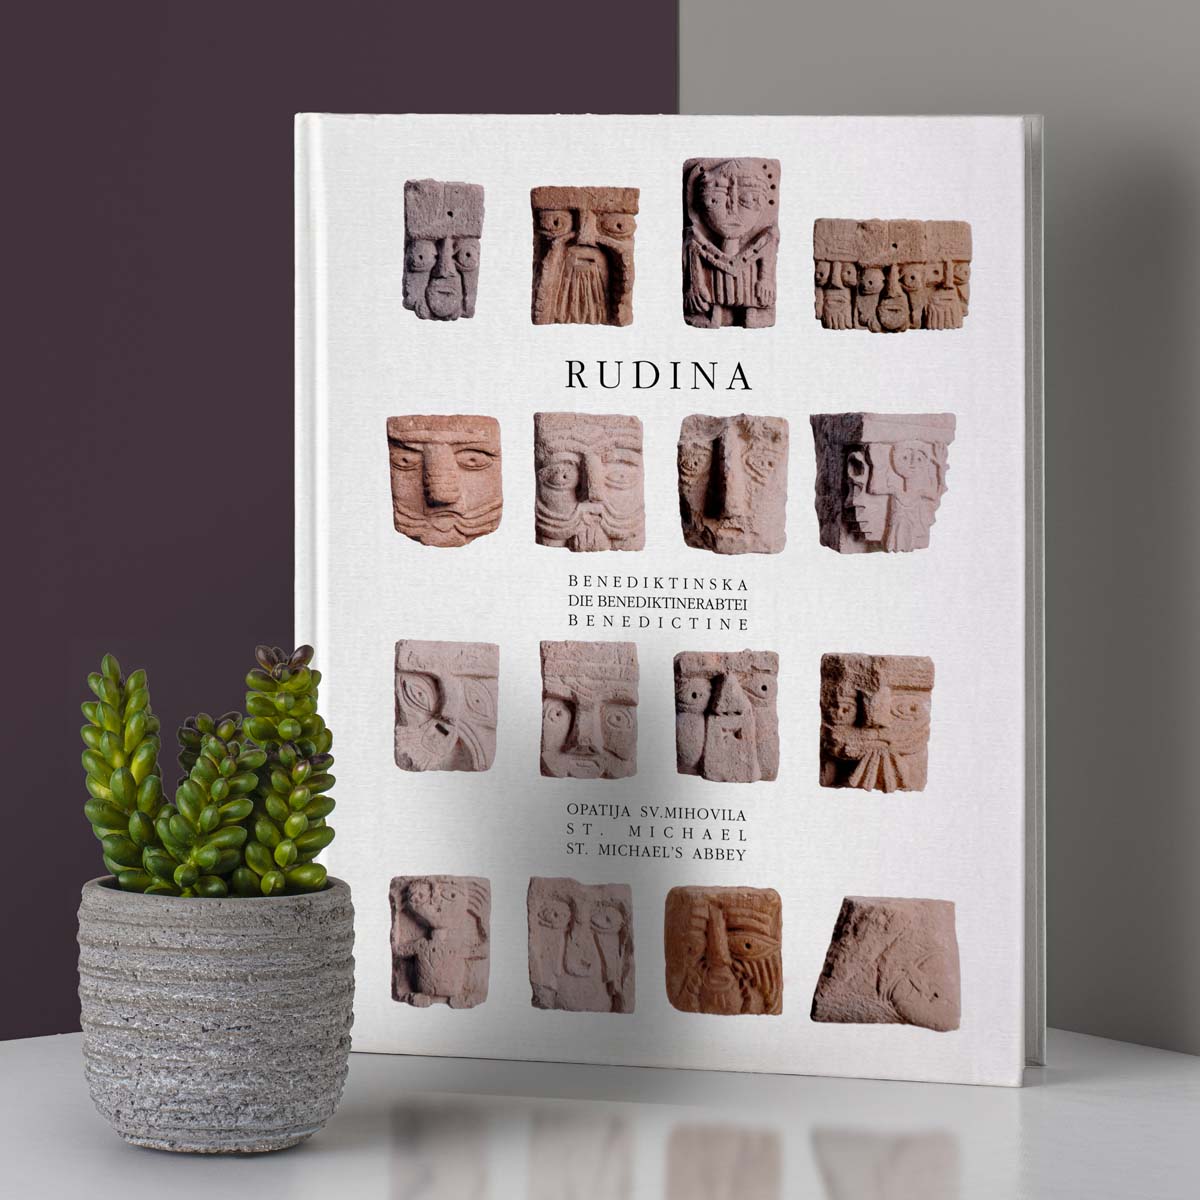 RUDINA
BENEDIKTINSKA
DIE BENEDIKTINERABTEI
BENEDICTINE
OPATIJA SV.MIHOVILA
ST. MICHAEL
ST. MICHAEL'S ABBEY